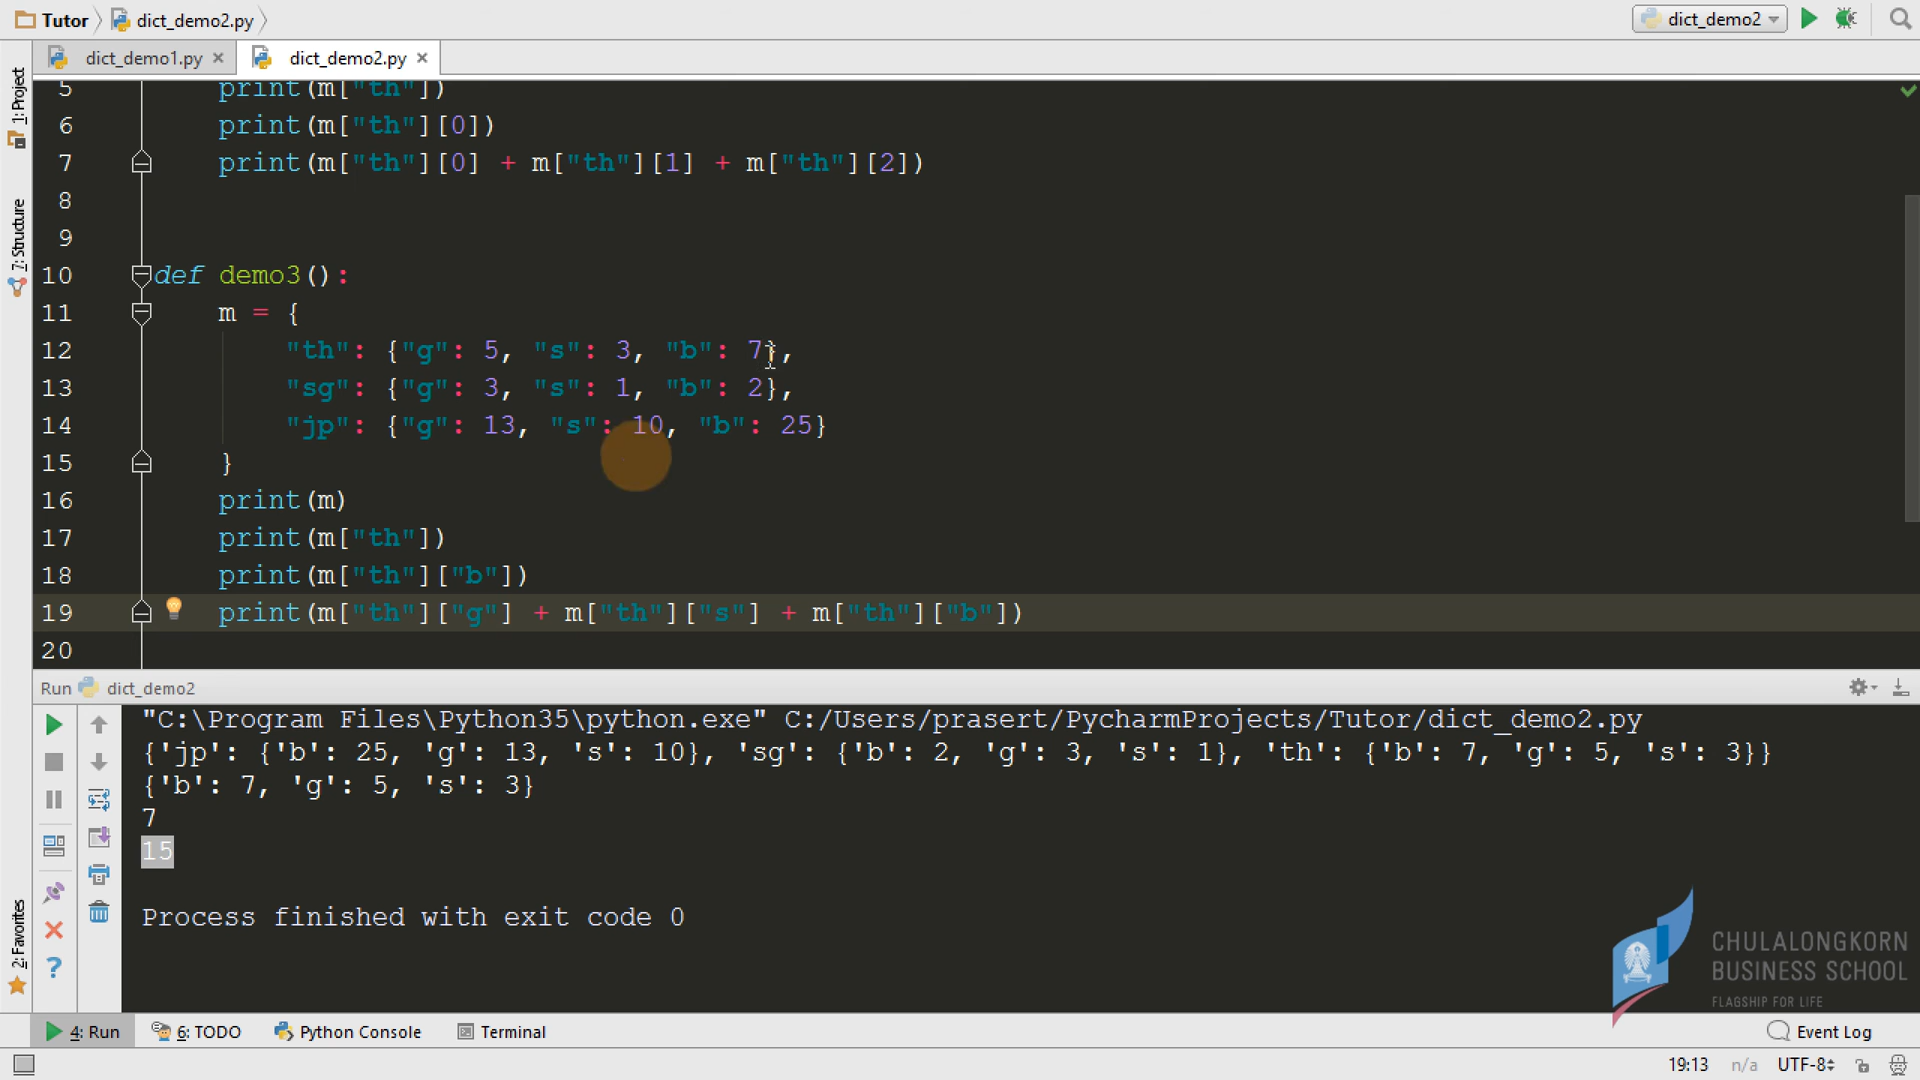 Tutor dict_demo2.py dict_demo2
dict_demo1.py dict_demo2.py
1: Project
7: Structure
2: Favorites
5 print(m["th"])
6 print(m["th"][0])
7 print(m["th"][0] + m["th"][1] + m["th"][2])
8
9
10 def demo3():
11 m = {
12 "th": {"g": 5, "s": 3, "b": 7},
13 "sg": {"g": 3, "s": 1, "b": 2},
14 "jp": {"g": 13, "s": 10, "b": 25}
15 }
16 print(m)
17 print(m["th"])
18 print(m["th"]["b"])
19 print(m["th"]["g"] + m["th"]["s"] + m["th"]["b"])
20
Run dict_demo2
"C:\Program Files\Python35\python.exe" C:/Users/prasert/PycharmProjects/Tutor/dict_demo2.py
{'jp': {'b': 25, 'g': 13, 's': 10}, 'sg': {'b': 2, 'g': 3, 's': 1}, 'th': {'b': 7, 'g': 5, 's': 3}}
{'b': 7, 'g': 5, 's': 3}
7
15
Process finished with exit code 0
CHULALONGKORN
BUSINESS SCHOOL
FLAGSHIP FOR LIFE
4: Run 6: TODO Python Console Terminal Event Log
19:13 n/a UTF-8